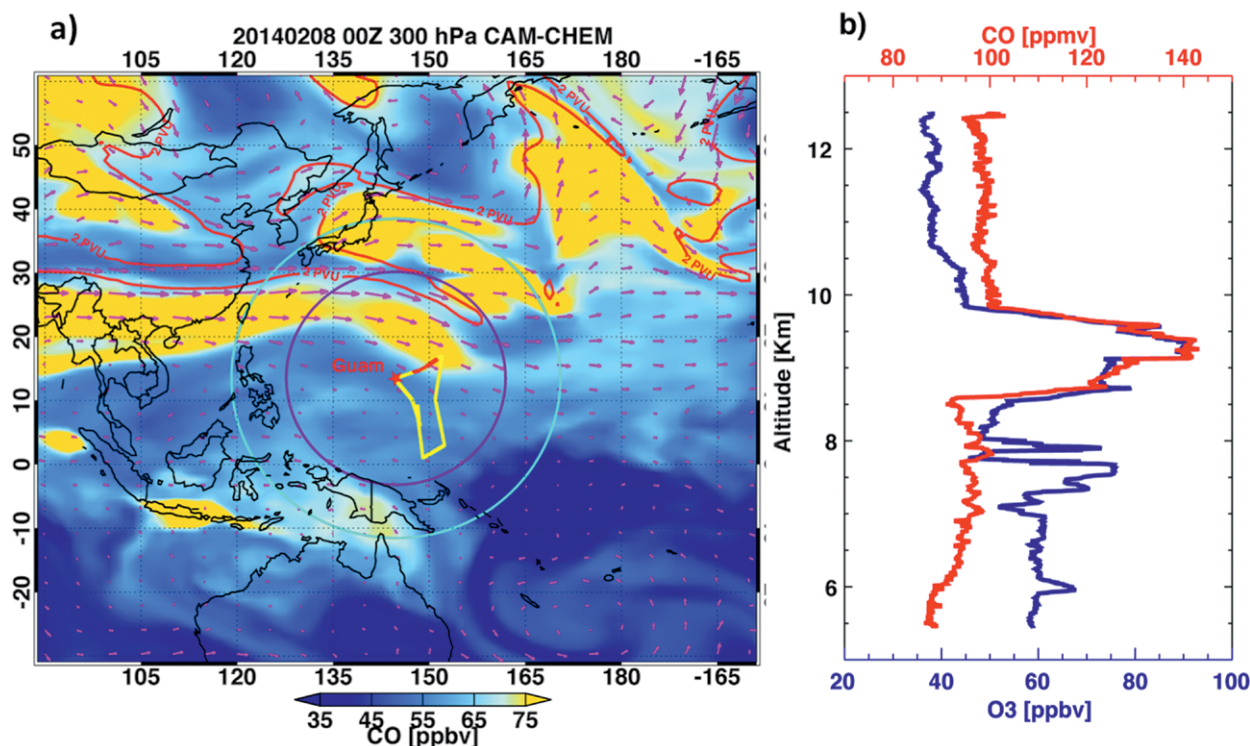 a)
20140208 00Z 300 hPa CAM-CHEM
105 120 135 150 165 180 -165
50
40
30
20
10
0
-10
-20
2 PVU
2 PVU
2 PVU
2 PVU
2 PVU
2 PVU
2 PVU
2 PVU
Guam
105 120 135 150 165 180 -165
35 45 55 65 75
CO [ppbv]
b)
CO [ppmv]
80 100 120 140
Altitude [Km]
12
10
8
6
20 40 60 80 100
O3 [ppbv]